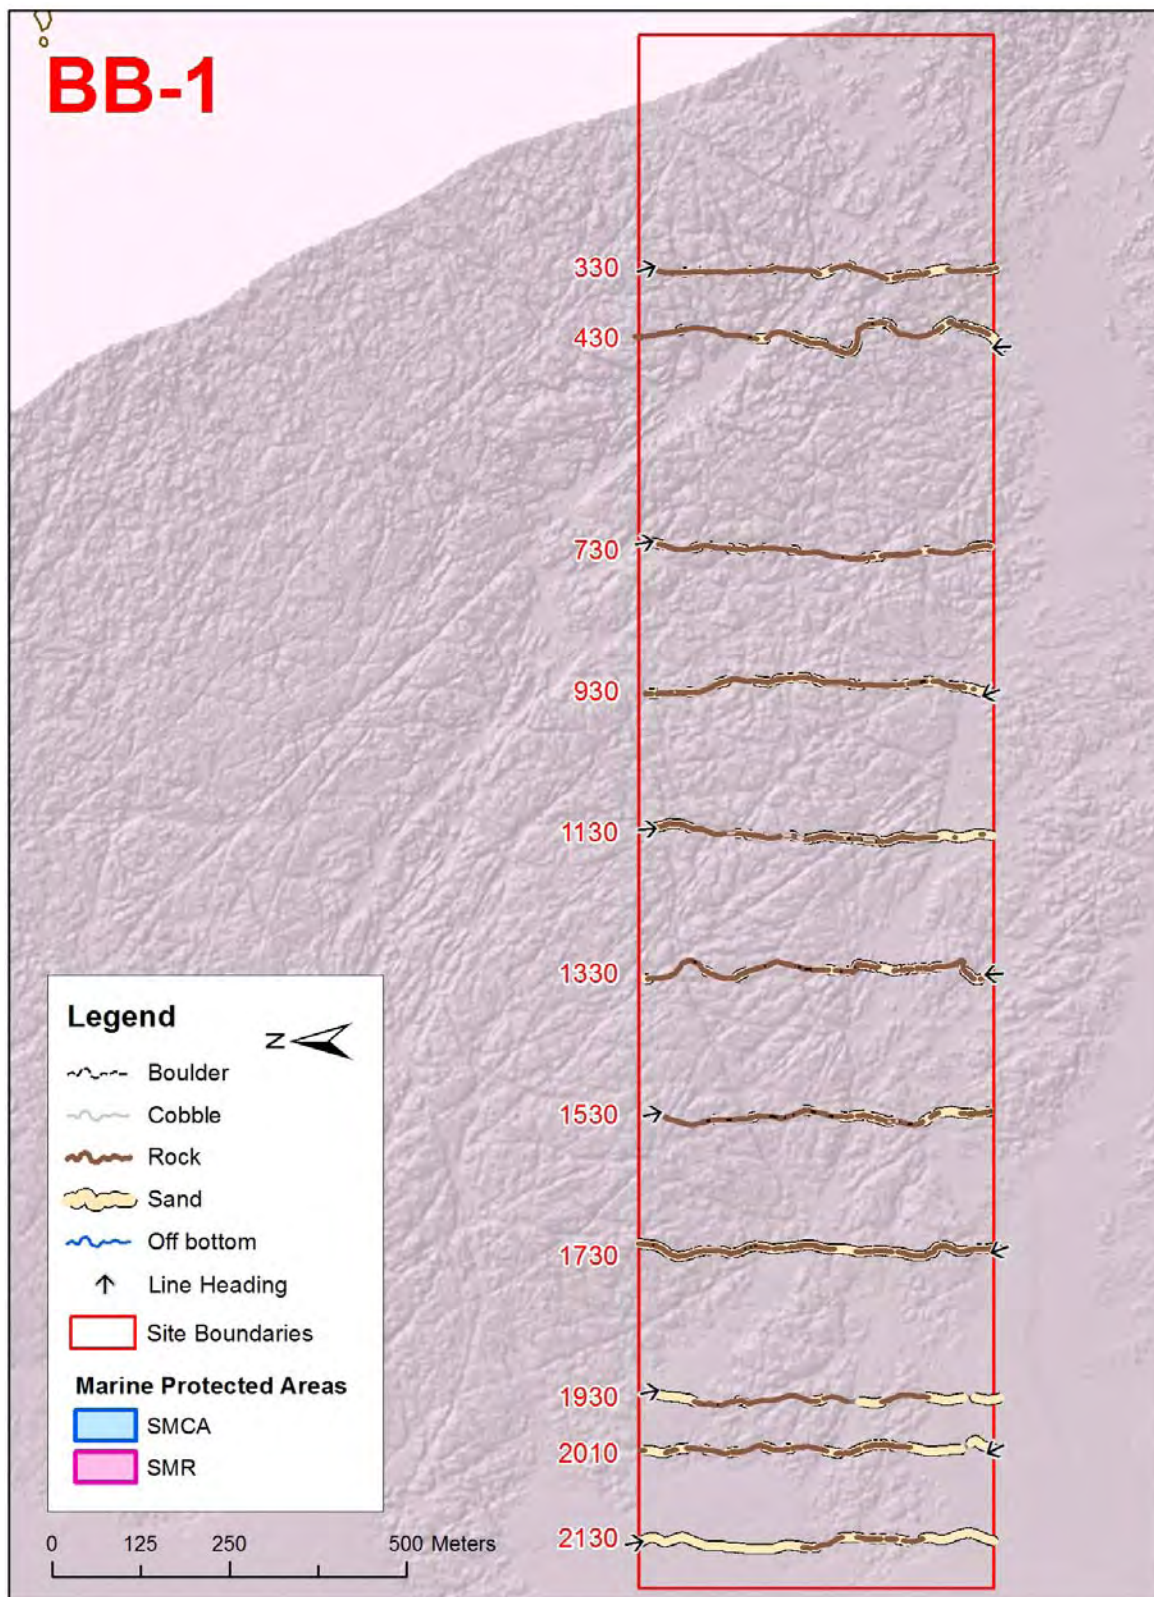 BB-1
330
430
730
930
1130
1330
1530
1730
1930
2010
2130
Legend
N
Boulder
Cobble
Rock
Sand
Off bottom
Line Heading
Site Boundaries
Marine Protected Areas
SMCA
SMR
0 125 250 500 Meters